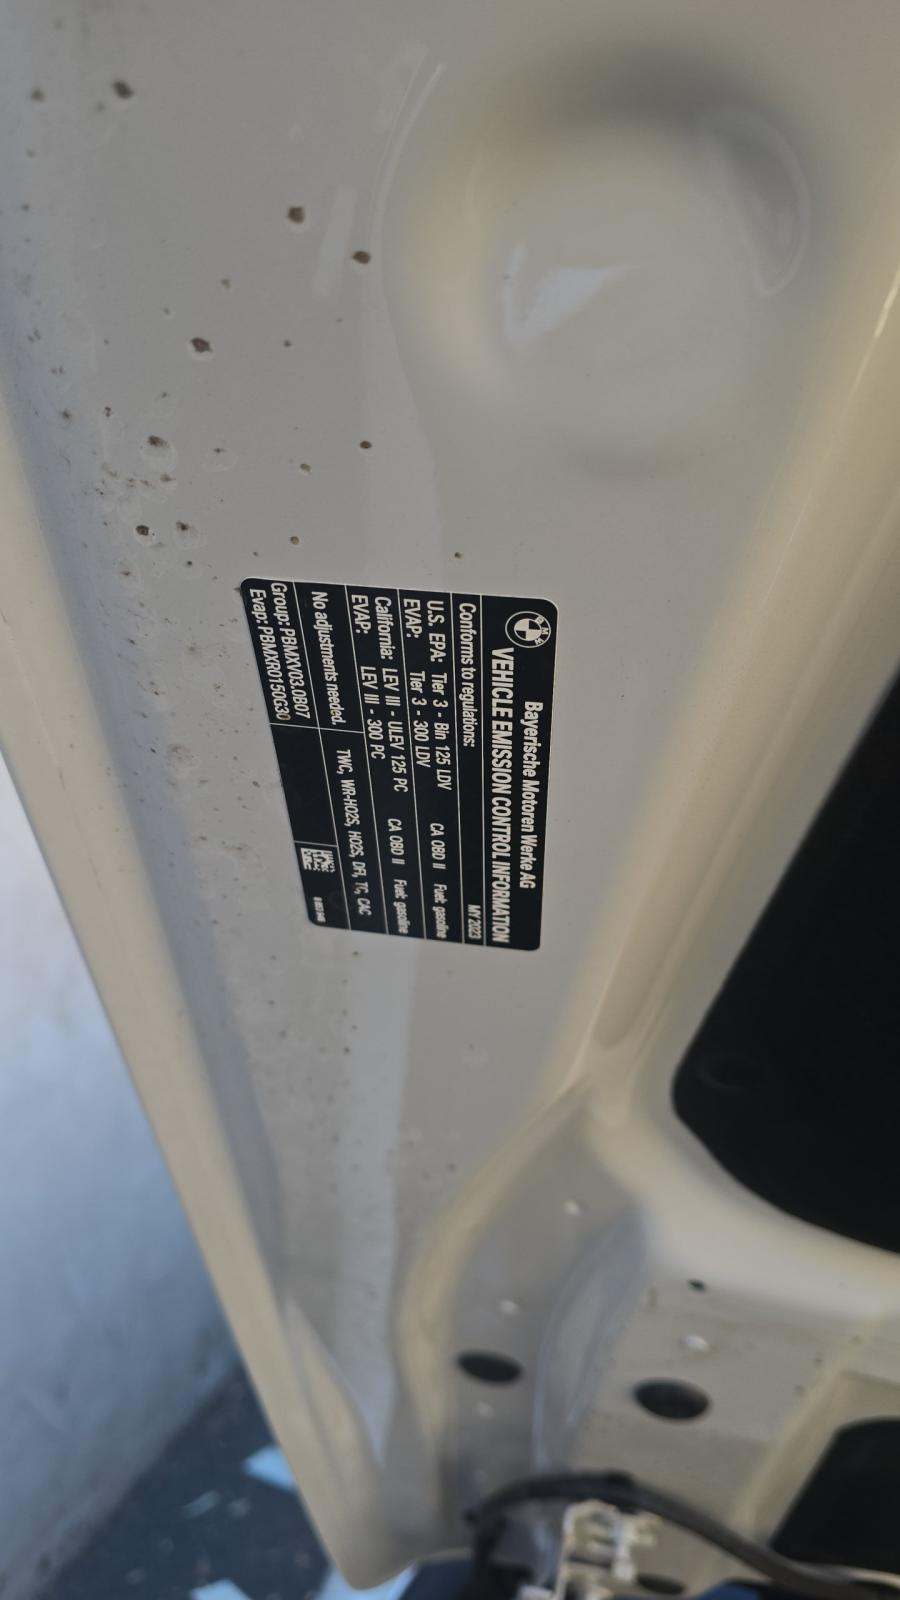 BMW
Bayerische Motoren Werke AG
VEHICLE EMISSION CONTROL INFORMATION
Conforms to regulations: MY 2023
U.S. EPA: Tier 3 - Bin 125 LDV CA OBD II Fuel: gasoline
EVAP: Tier 3 - 300 LDV
California: LEV III - ULEV 125 PC CA OBD II Fuel: gasoline
EVAP: LEV III - 300 PC
No adjustments needed. TWC, WR-HO2S, HO2S, DFI, TC, CAC
Group: PBMXV03.0B07
Evap: PBMXR0150G30